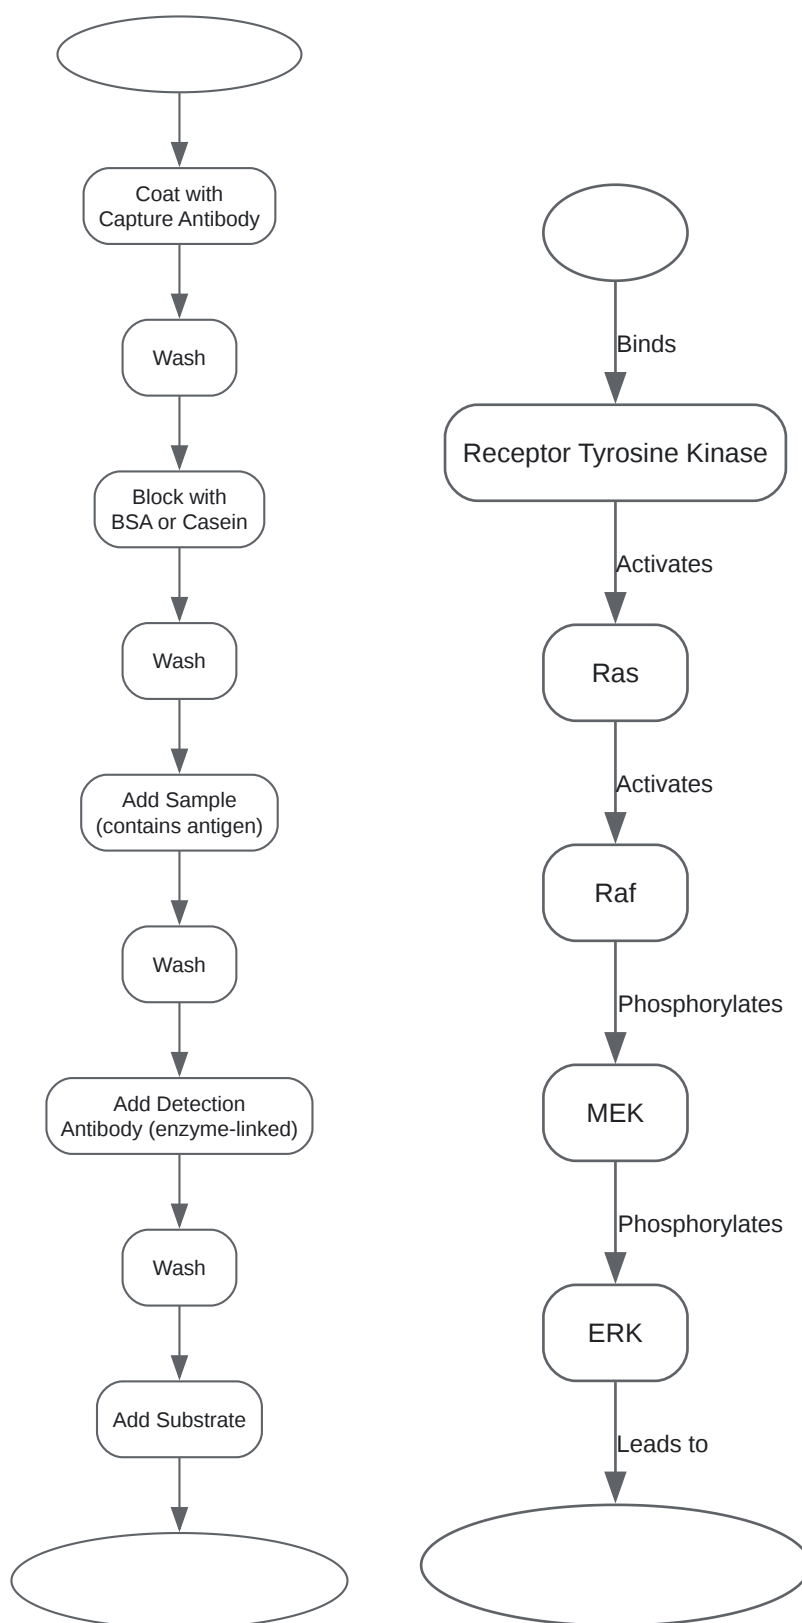 Coat with
Capture Antibody
Wash
Block with
BSA or Casein
Wash
Add Sample
(contains antigen)
Wash
Add Detection
Antibody (enzyme-linked)
Wash
Add Substrate
Binds
Receptor Tyrosine Kinase
Activates
Ras
Activates
Raf
Phosphorylates
MEK
Phosphorylates
ERK
Leads to